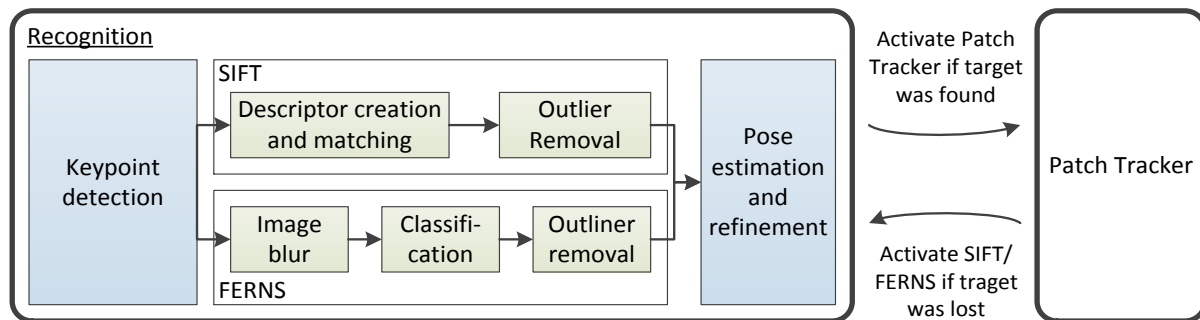 Recognition
Keypoint
detection
SIFT
Descriptor creation
and matching
Outlier
Removal
Image
blur
Classifi-
cation
Outliner
removal
FERNS
Pose
estimation
and
refinement
Activate Patch
Tracker if target
was found
Activate SIFT/
FERNS if traget
was lost
Patch Tracker